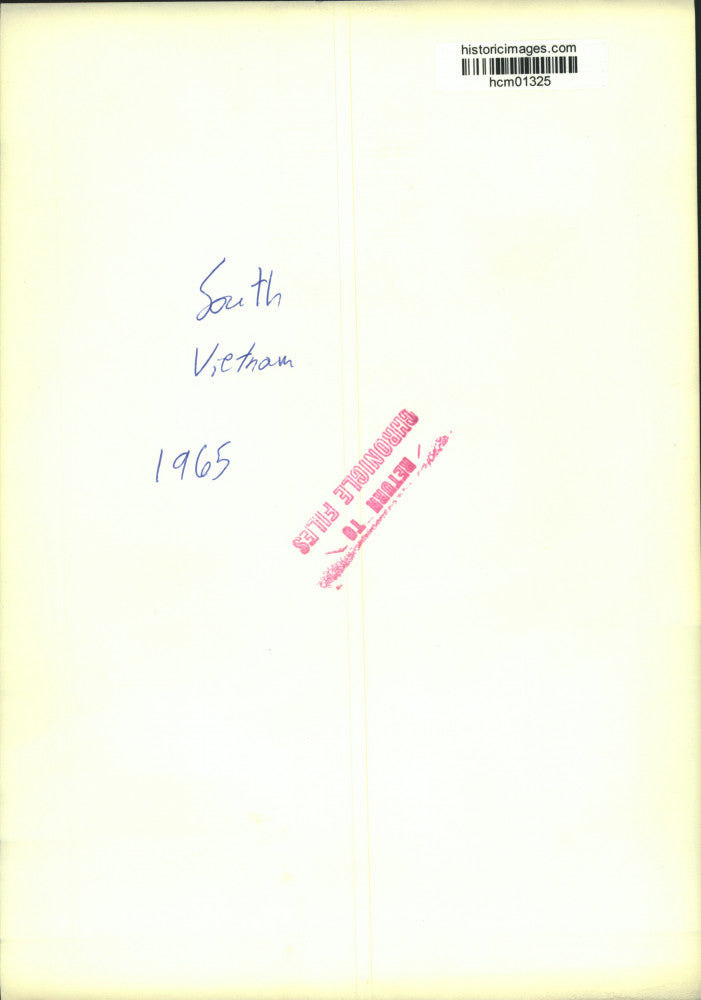 historicimages.com
hcm01325
South
Vietnam
1965
RETURN TO
CHRONICLE FILES